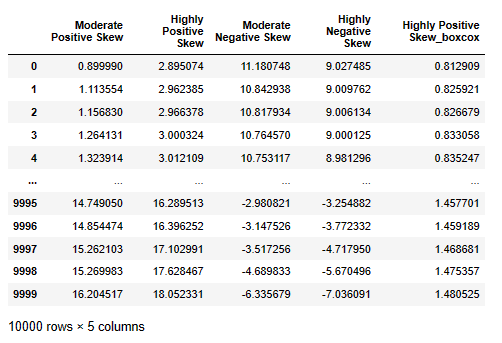 Moderate Positive Skew Highly Positive Skew Moderate Negative Skew Highly Negative Skew Highly Positive Skew_boxcox
0 0.899990 2.895074 11.180748 9.027485 0.812909
1 1.113554 2.962385 10.842938 9.009762 0.825921
2 1.156830 2.966378 10.817934 9.006134 0.826679
3 1.264131 3.000324 10.764570 9.000125 0.833058
4 1.323914 3.012109 10.753117 8.981296 0.835247
... ... ... ... ... ...
9995 14.749050 16.289513 -2.980821 -3.254882 1.457701
9996 14.854474 16.396252 -3.147526 -3.772332 1.459189
9997 15.262103 17.102991 -3.517256 -4.717950 1.468681
9998 15.269983 17.628467 -4.689833 -5.670496 1.475357
9999 16.204517 18.052331 -6.335679 -7.036091 1.480525
10000 rows × 5 columns